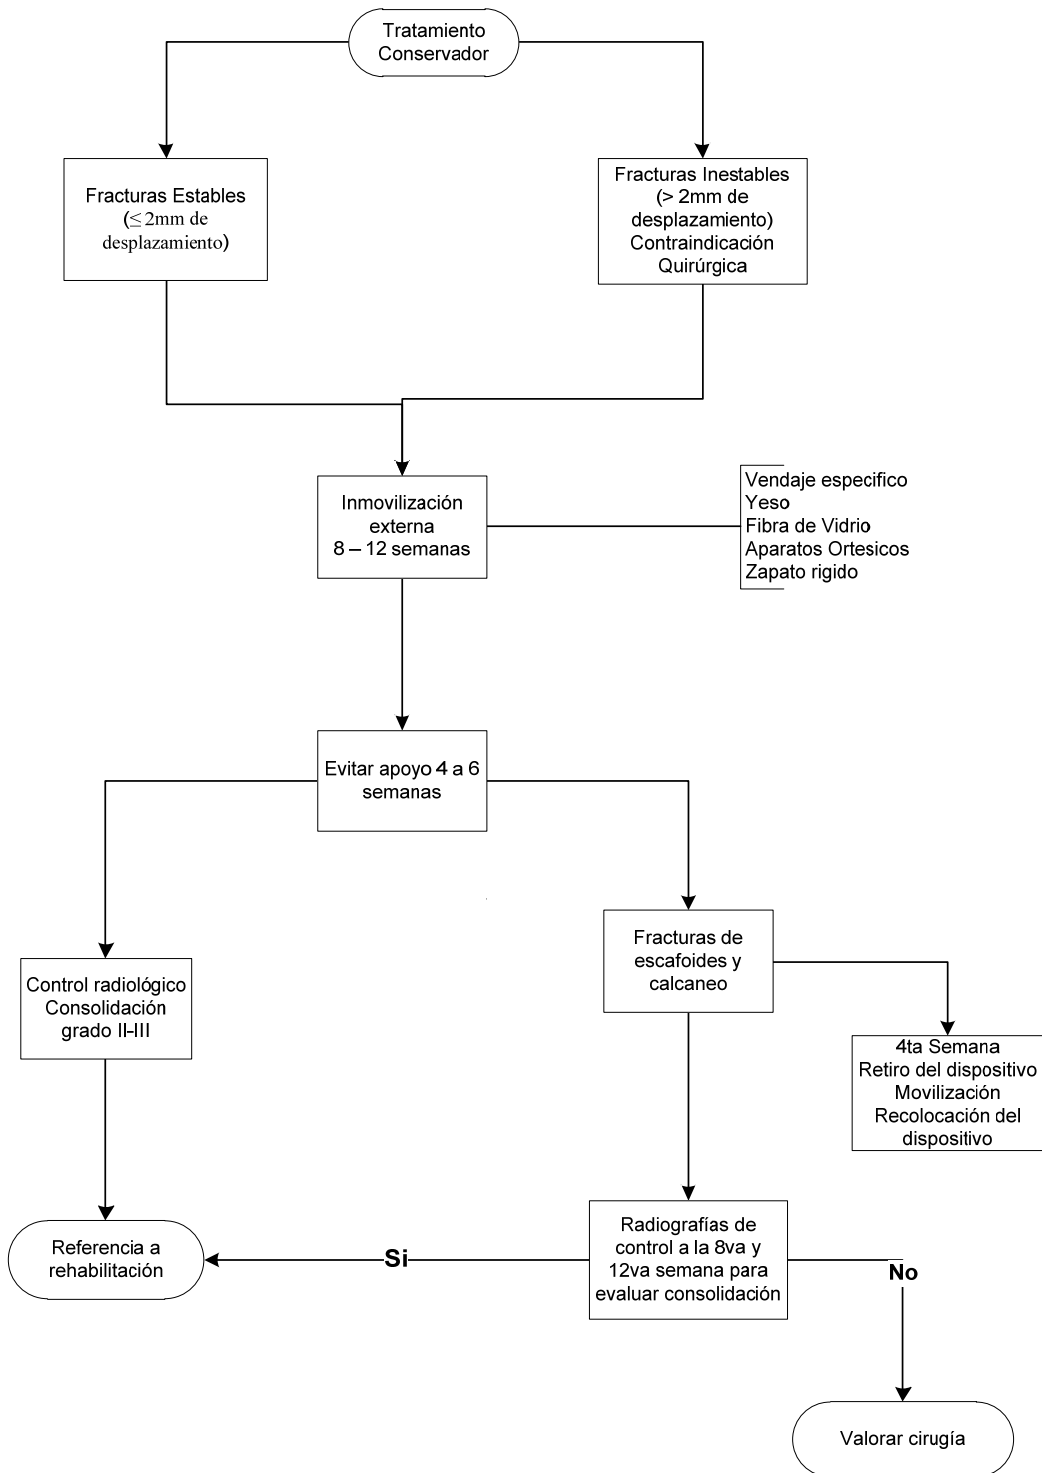 Tratamiento
Conservador
Fracturas Estables
(≤ 2mm de
desplazamiento)
Fracturas Inestables
(> 2mm de
desplazamiento)
Contraindicación
Quirúrgica
Inmovilización
externa
8 – 12 semanas
Vendaje especifico
Yeso
Fibra de Vidrio
Aparatos Ortesicos
Zapato rigido
Evitar apoyo 4 a 6
semanas
Control radiológico
Consolidación
grado II-III
Fracturas de
escafoides y
calcaneo
4ta Semana
Retiro del dispositivo
Movilización
Recolocación del
dispositivo
Referencia a
rehabilitación
Si
Radiografías de
control a la 8va y
12va semana para
evaluar consolidación
No
Valorar cirugía